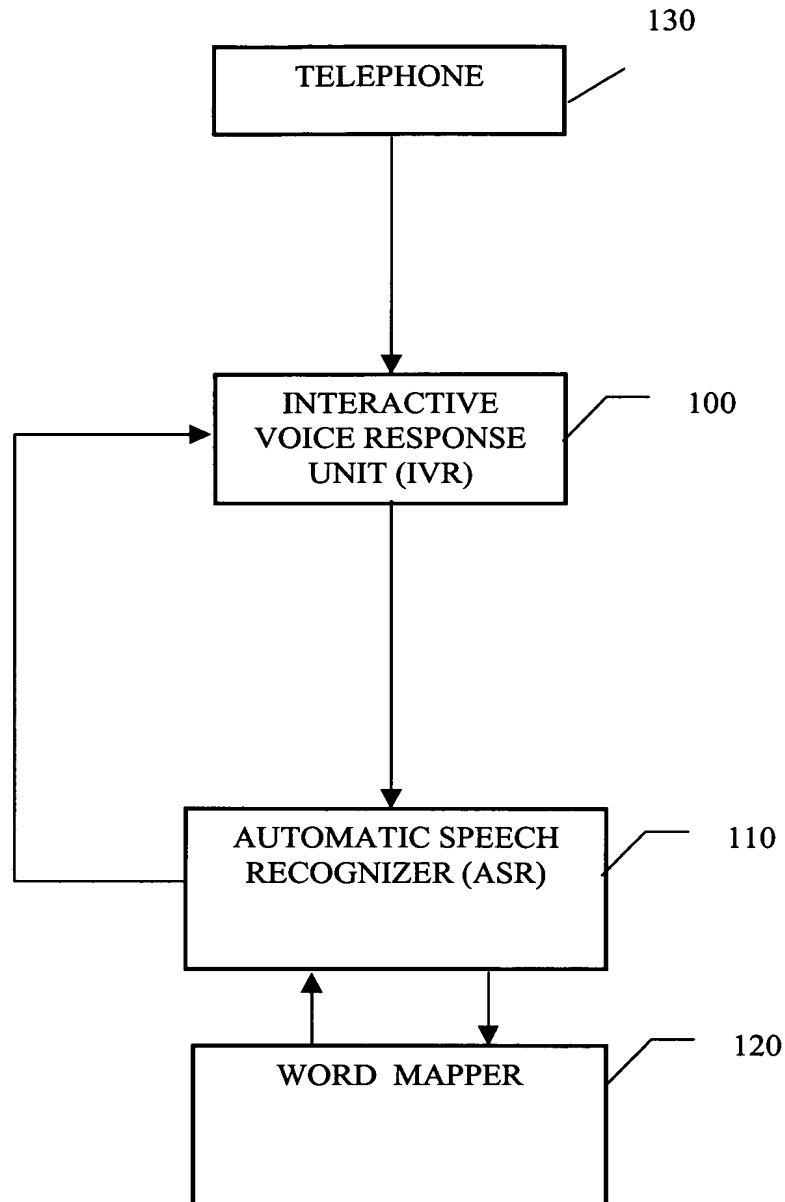 130
TELEPHONE
INTERACTIVE
VOICE RESPONSE
UNIT (IVR)
100
AUTOMATIC SPEECH
RECOGNIZER (ASR)
110
WORD MAPPER
120